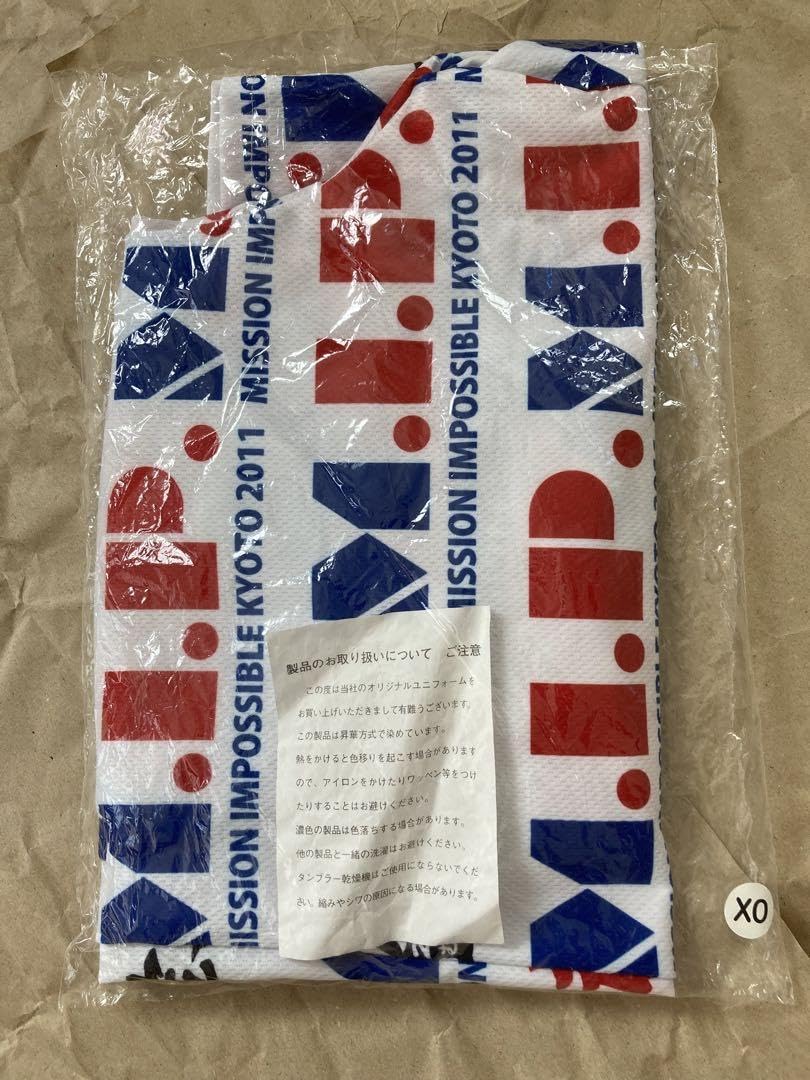 M.I.P.
MISSION IMPOSSIBLE KYOTO 2011
MISSION IMPO
M.I.P.
MISSION IMPOSSIBLE KYOTO 2011
M.I.P.
M.I.
製品のお取り扱いについて　ご注意
この度は当社のオリジナルユニフォームを
お買い上げいただきまして有難うございます。
この製品は昇華方式で染めています。
熱をかけると色移りを起こす場合があります
ので、アイロンをかけたりワッペン等をつけ
たりすることはお避けください。
濃色の製品は色落ちする場合があります。
他の製品と一緒の洗濯はお避けください。
タンブラー乾燥機はご使用にならないでくだ
さい。縮みやシワの原因になる場合があります。
XO